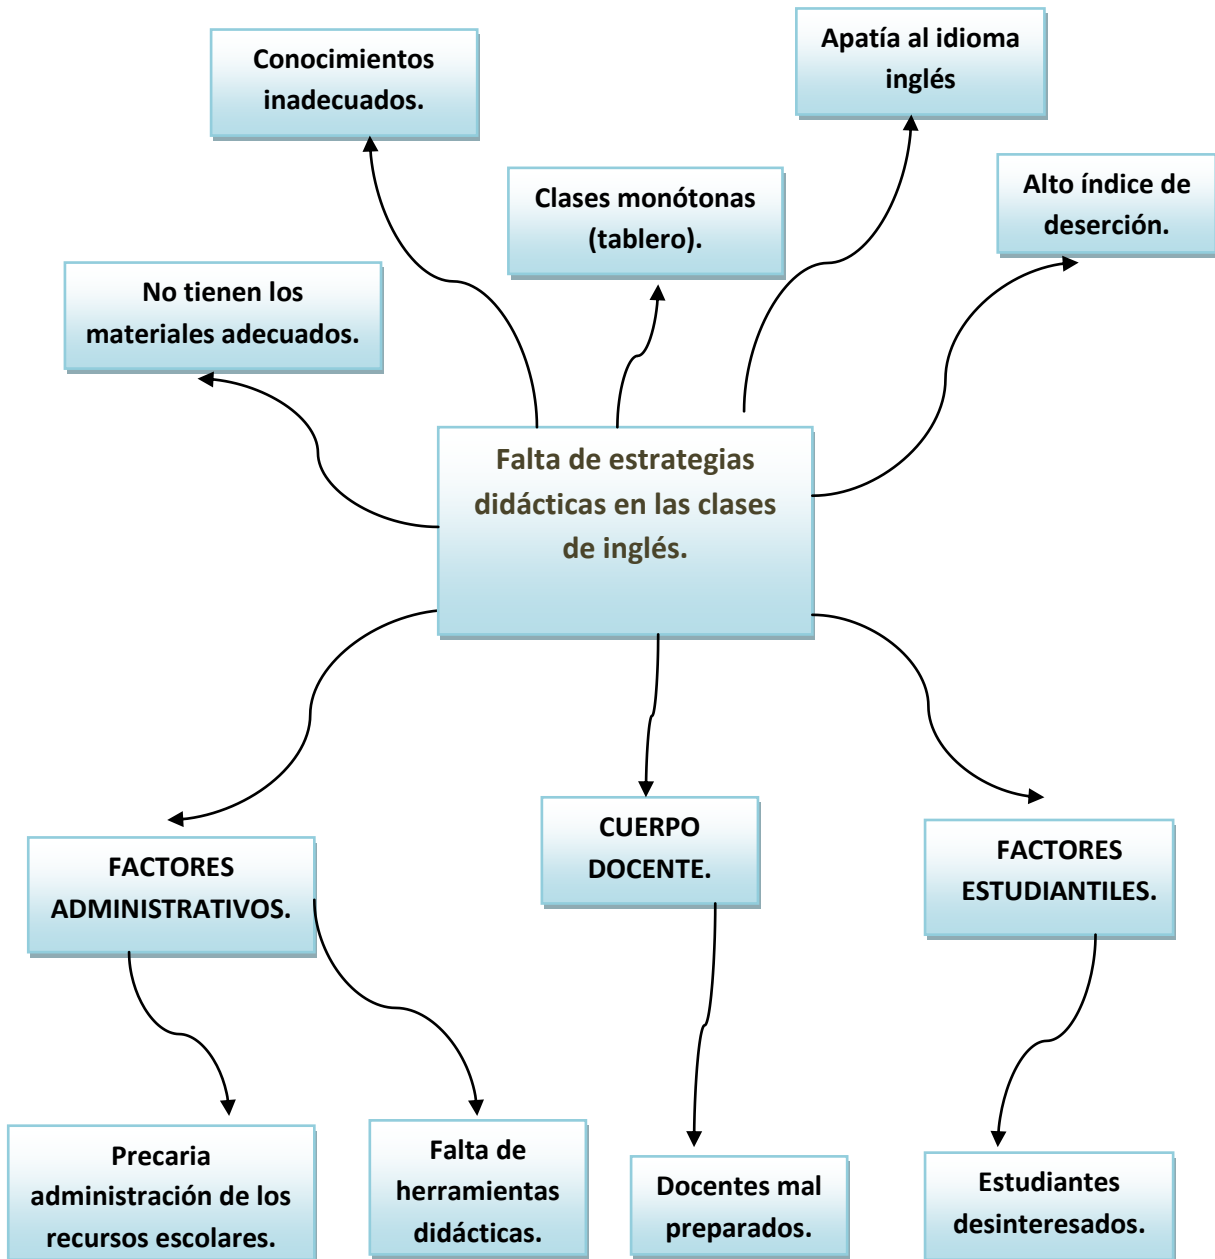 Conocimientos
inadecuados.
Apatía al idioma
inglés
Clases monótonas
(tablero).
Alto índice de
deserción.
No tienen los
materiales adecuados.
Falta de estrategias
didácticas en las clases
de inglés.
FACTORES
ADMINISTRATIVOS.
CUERPO
DOCENTE.
FACTORES
ESTUDIANTILES.
Precaria
administración de los
recursos escolares.
Falta de
herramientas
didácticas.
Docentes mal
preparados.
Estudiantes
desinteresados.